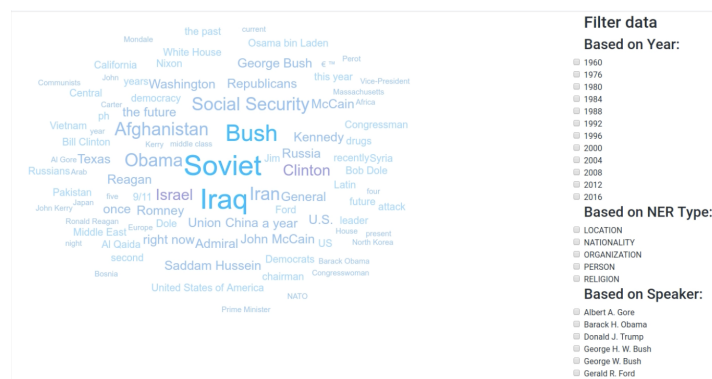 the past current
Mondale Osama bin Laden
White House
California Nixon George Bush € ™ Perot
Communists John years Washington Republicans this year Vice-President
Central Massachusetts
Carter democracy Social Security McCain Africa
ph the future
Vietnam year Afghanistan Bush Congressman
Bill Clinton Kerry middle class Kennedy drugs
Al Gore Texas Obama Soviet Jim Russia recently Syria
Russians Arab Clinton Bob Dole
Reagan Latin
Pakistan five 9/11 Israel Iraq Iran General four
John Kerry Japan once Romney Ford future attack
Ronald Reagan Europe Dole Union China a year U.S. leader
Middle East House present
night Al Qaida right now Admiral John McCain US North Korea
second Democrats Barack Obama
Saddam Hussein chairman Congresswoman
Bosnia
United States of America
NATO
Prime Minister
Filter data
Based on Year:
1960
1976
1980
1984
1988
1992
1996
2000
2004
2008
2012
2016
Based on NER Type:
LOCATION
NATIONALITY
ORGANIZATION
PERSON
RELIGION
Based on Speaker:
Albert A. Gore
Barack H. Obama
Donald J. Trump
George H. W. Bush
George W. Bush
Gerald R. Ford